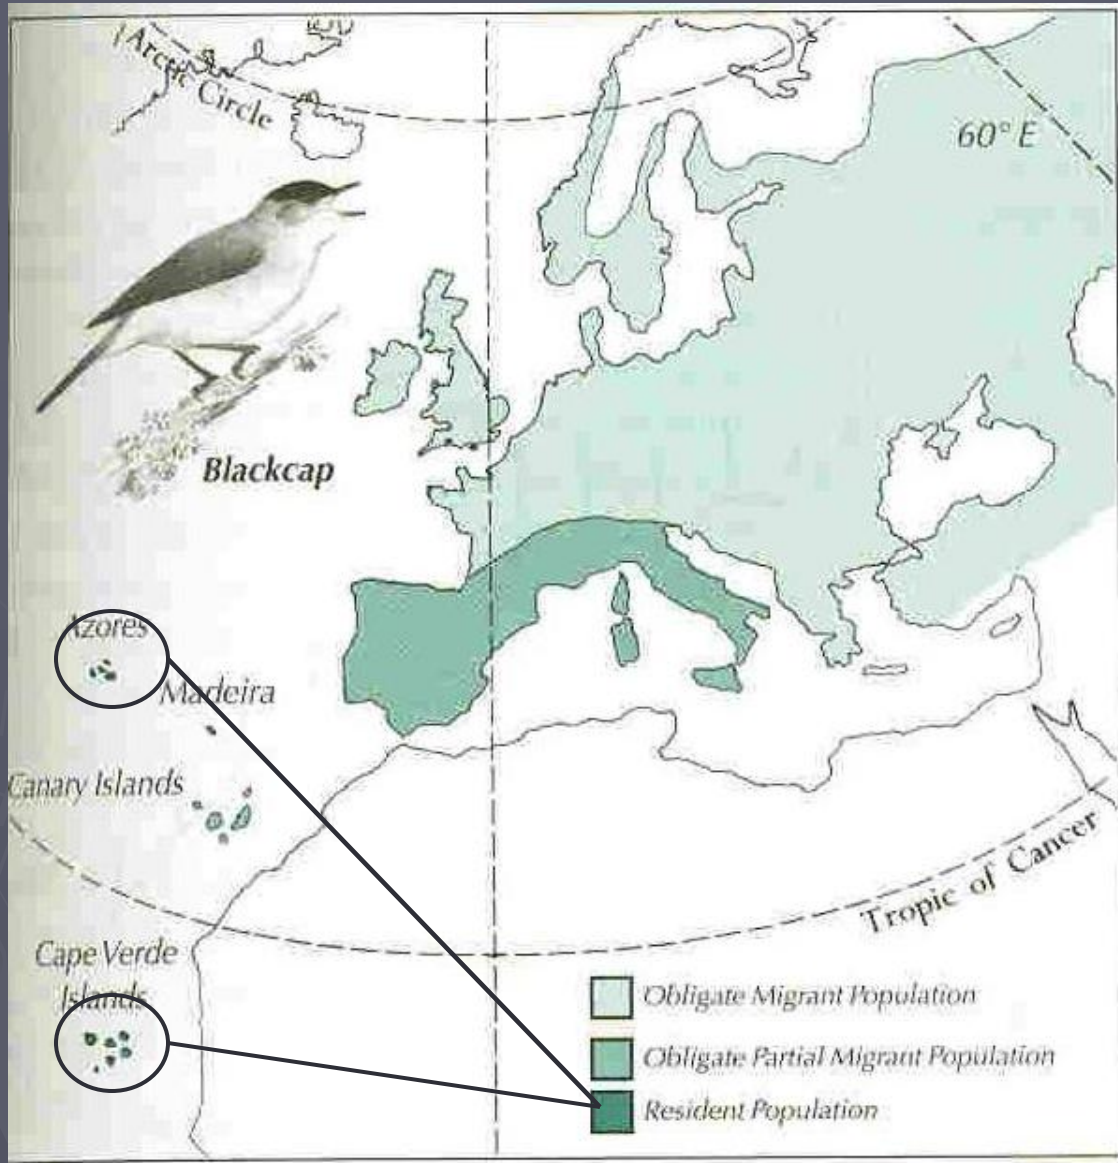 Arctic Circle
60° E
Blackcap
Azores
Madeira
Canary Islands
Cape Verde
Islands
Tropic of Cancer
Obligate Migrant Population
Obligate Partial Migrant Population
Resident Population